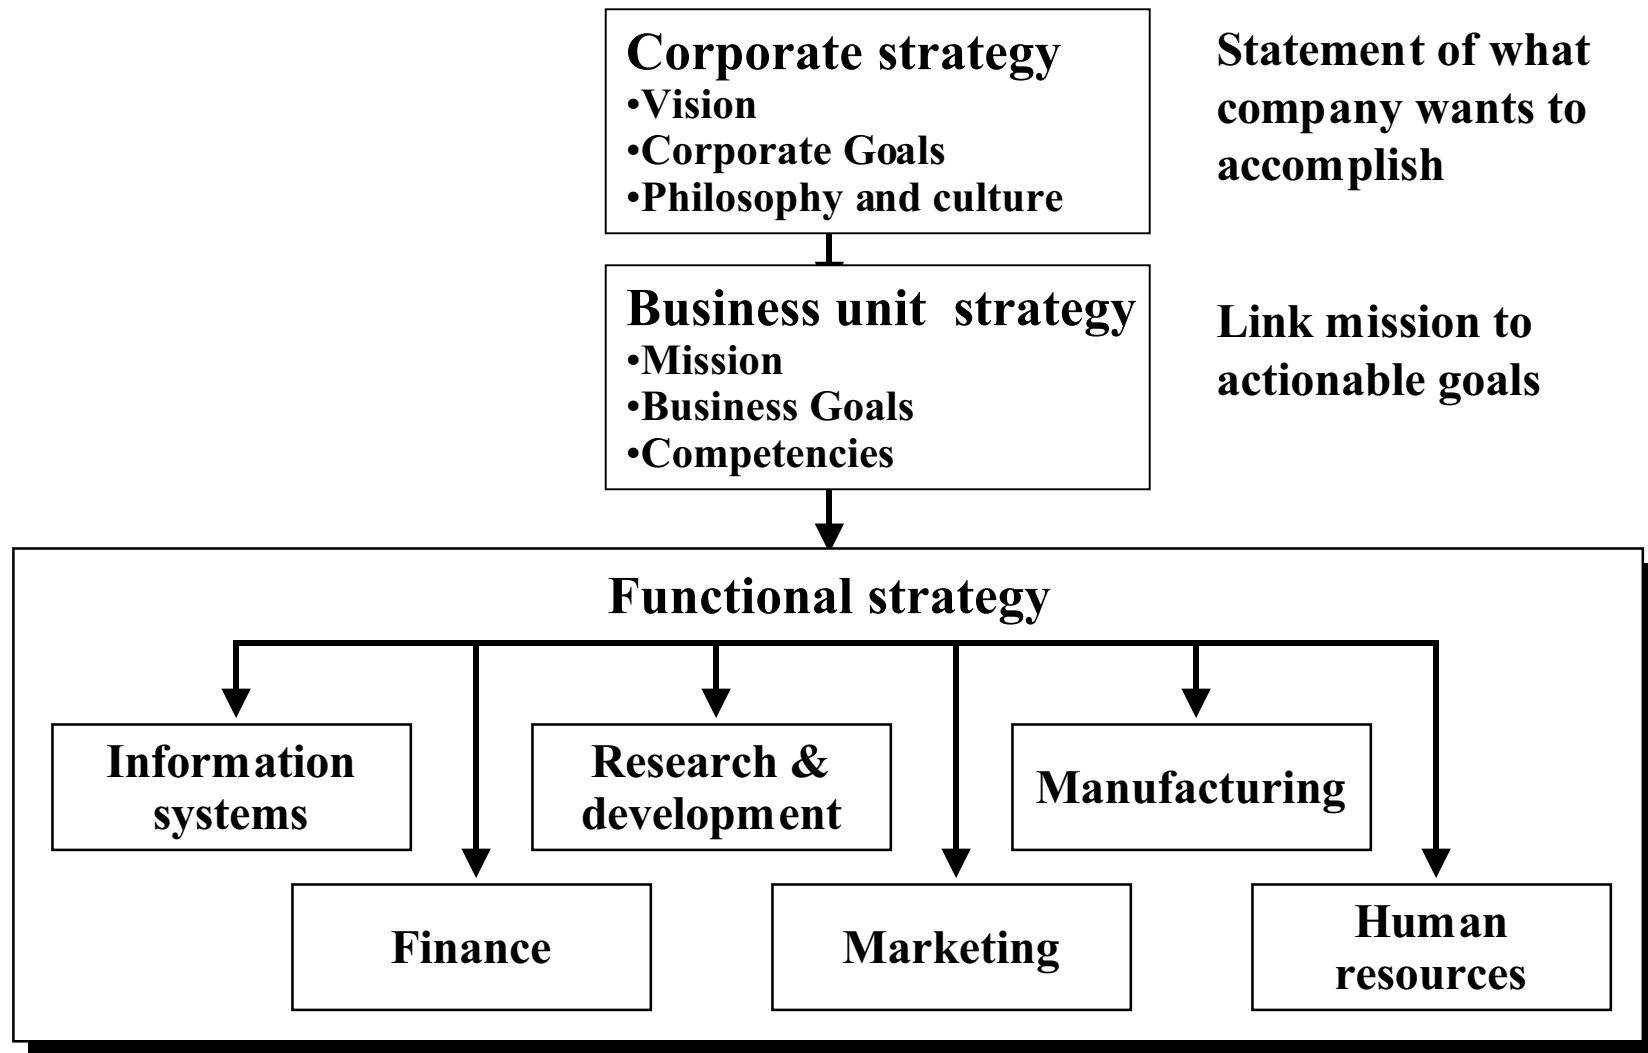 Corporate strategy
•Vision
•Corporate Goals
•Philosophy and culture
Statement of what
company wants to
accomplish
Business unit  strategy
•Mission
•Business Goals
•Competencies
Link mission to
actionable goals
Functional strategy
Information
systems
Research &
development
Manufacturing
Finance
Marketing
Human
resources